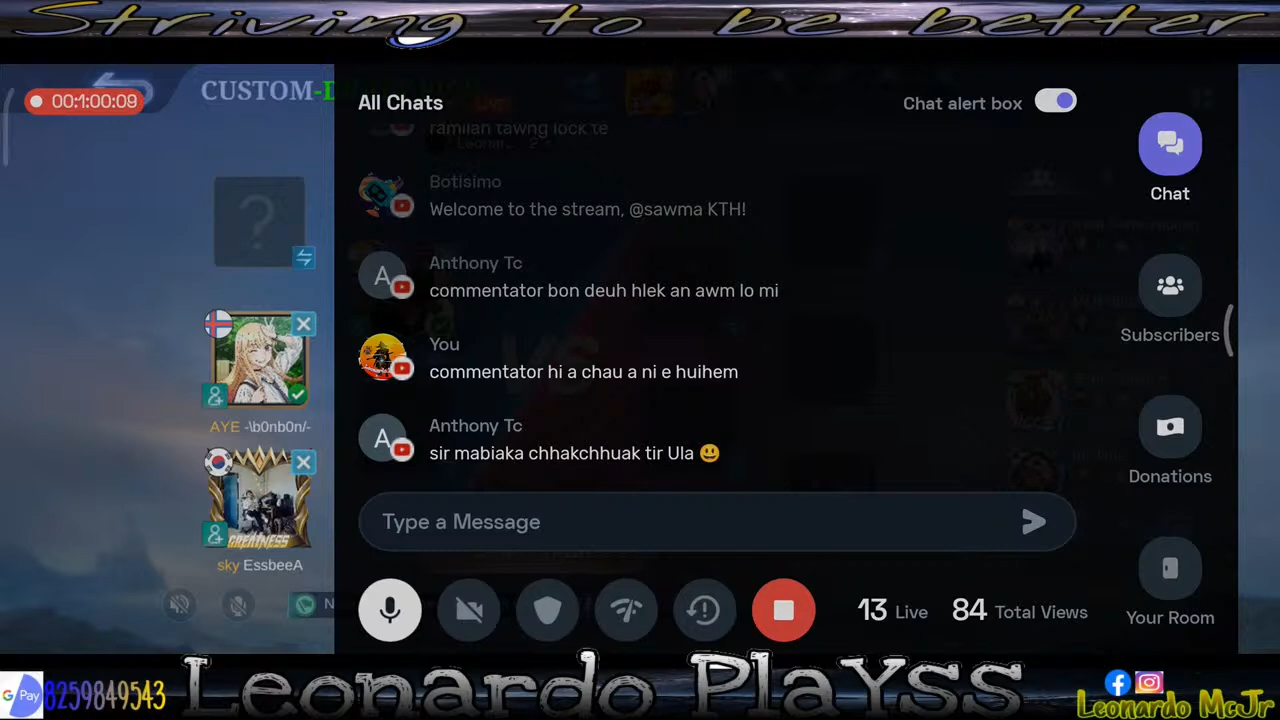 Striving to be better
00:1:00:09
CUSTOM-D
All Chats
Chat alert box
ramilan tawng lock te
Botisimo
Welcome to the stream, @sawma KTH!
Anthony Tc
commentator bon deuh hlek an awm lo mi
You
commentator hi a chau a ni e huihem
Anthony Tc
sir mabiaka chhakchhuak tir Ula 😃
Type a Message
Chat
Subscribers
Donations
Your Room
AYE -\b0nb0n/-
GREATNESS
sky EssbeeA
13 Live
84 Total Views
G Pay
8259849543
Leonardo PlaYss
Leonardo McJr